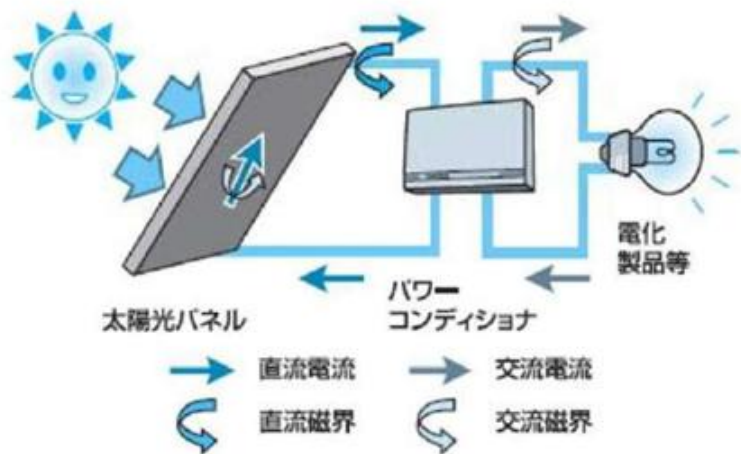 電化
製品等
パワー
コンディショナ
太陽光パネル
直流電流
交流電流
直流磁界
交流磁界